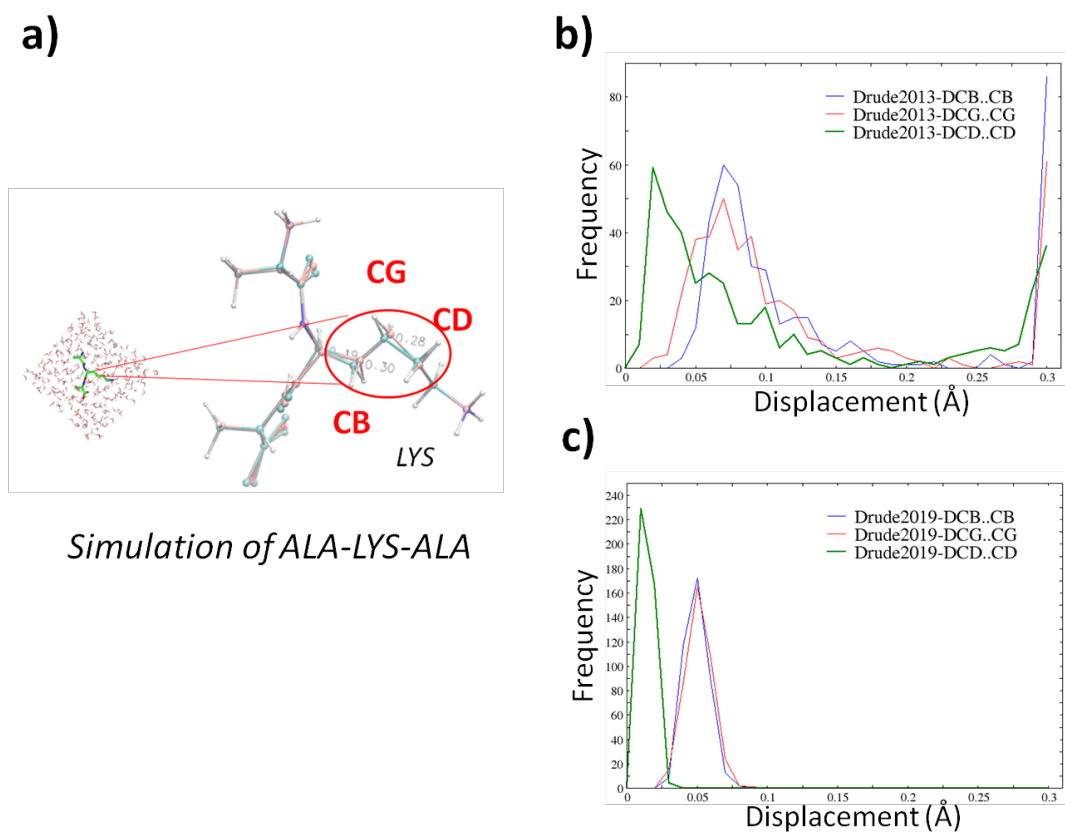 a)
CG
CD
0.28
0.30
CB
LYS
Simulation of ALA-LYS-ALA
b)
Drude2013-DCB..CB
Drude2013-DCG..CG
Drude2013-DCD..CD
Frequency
80
60
40
20
0
0 0.05 0.1 0.15 0.2 0.25 0.3
Displacement (Å)
c)
Drude2019-DCB..CB
Drude2019-DCG..CG
Drude2019-DCD..CD
Frequency
240
220
200
180
160
140
120
100
80
60
40
20
0
0 0.05 0.1 0.15 0.2 0.25 0.3
Displacement (Å)